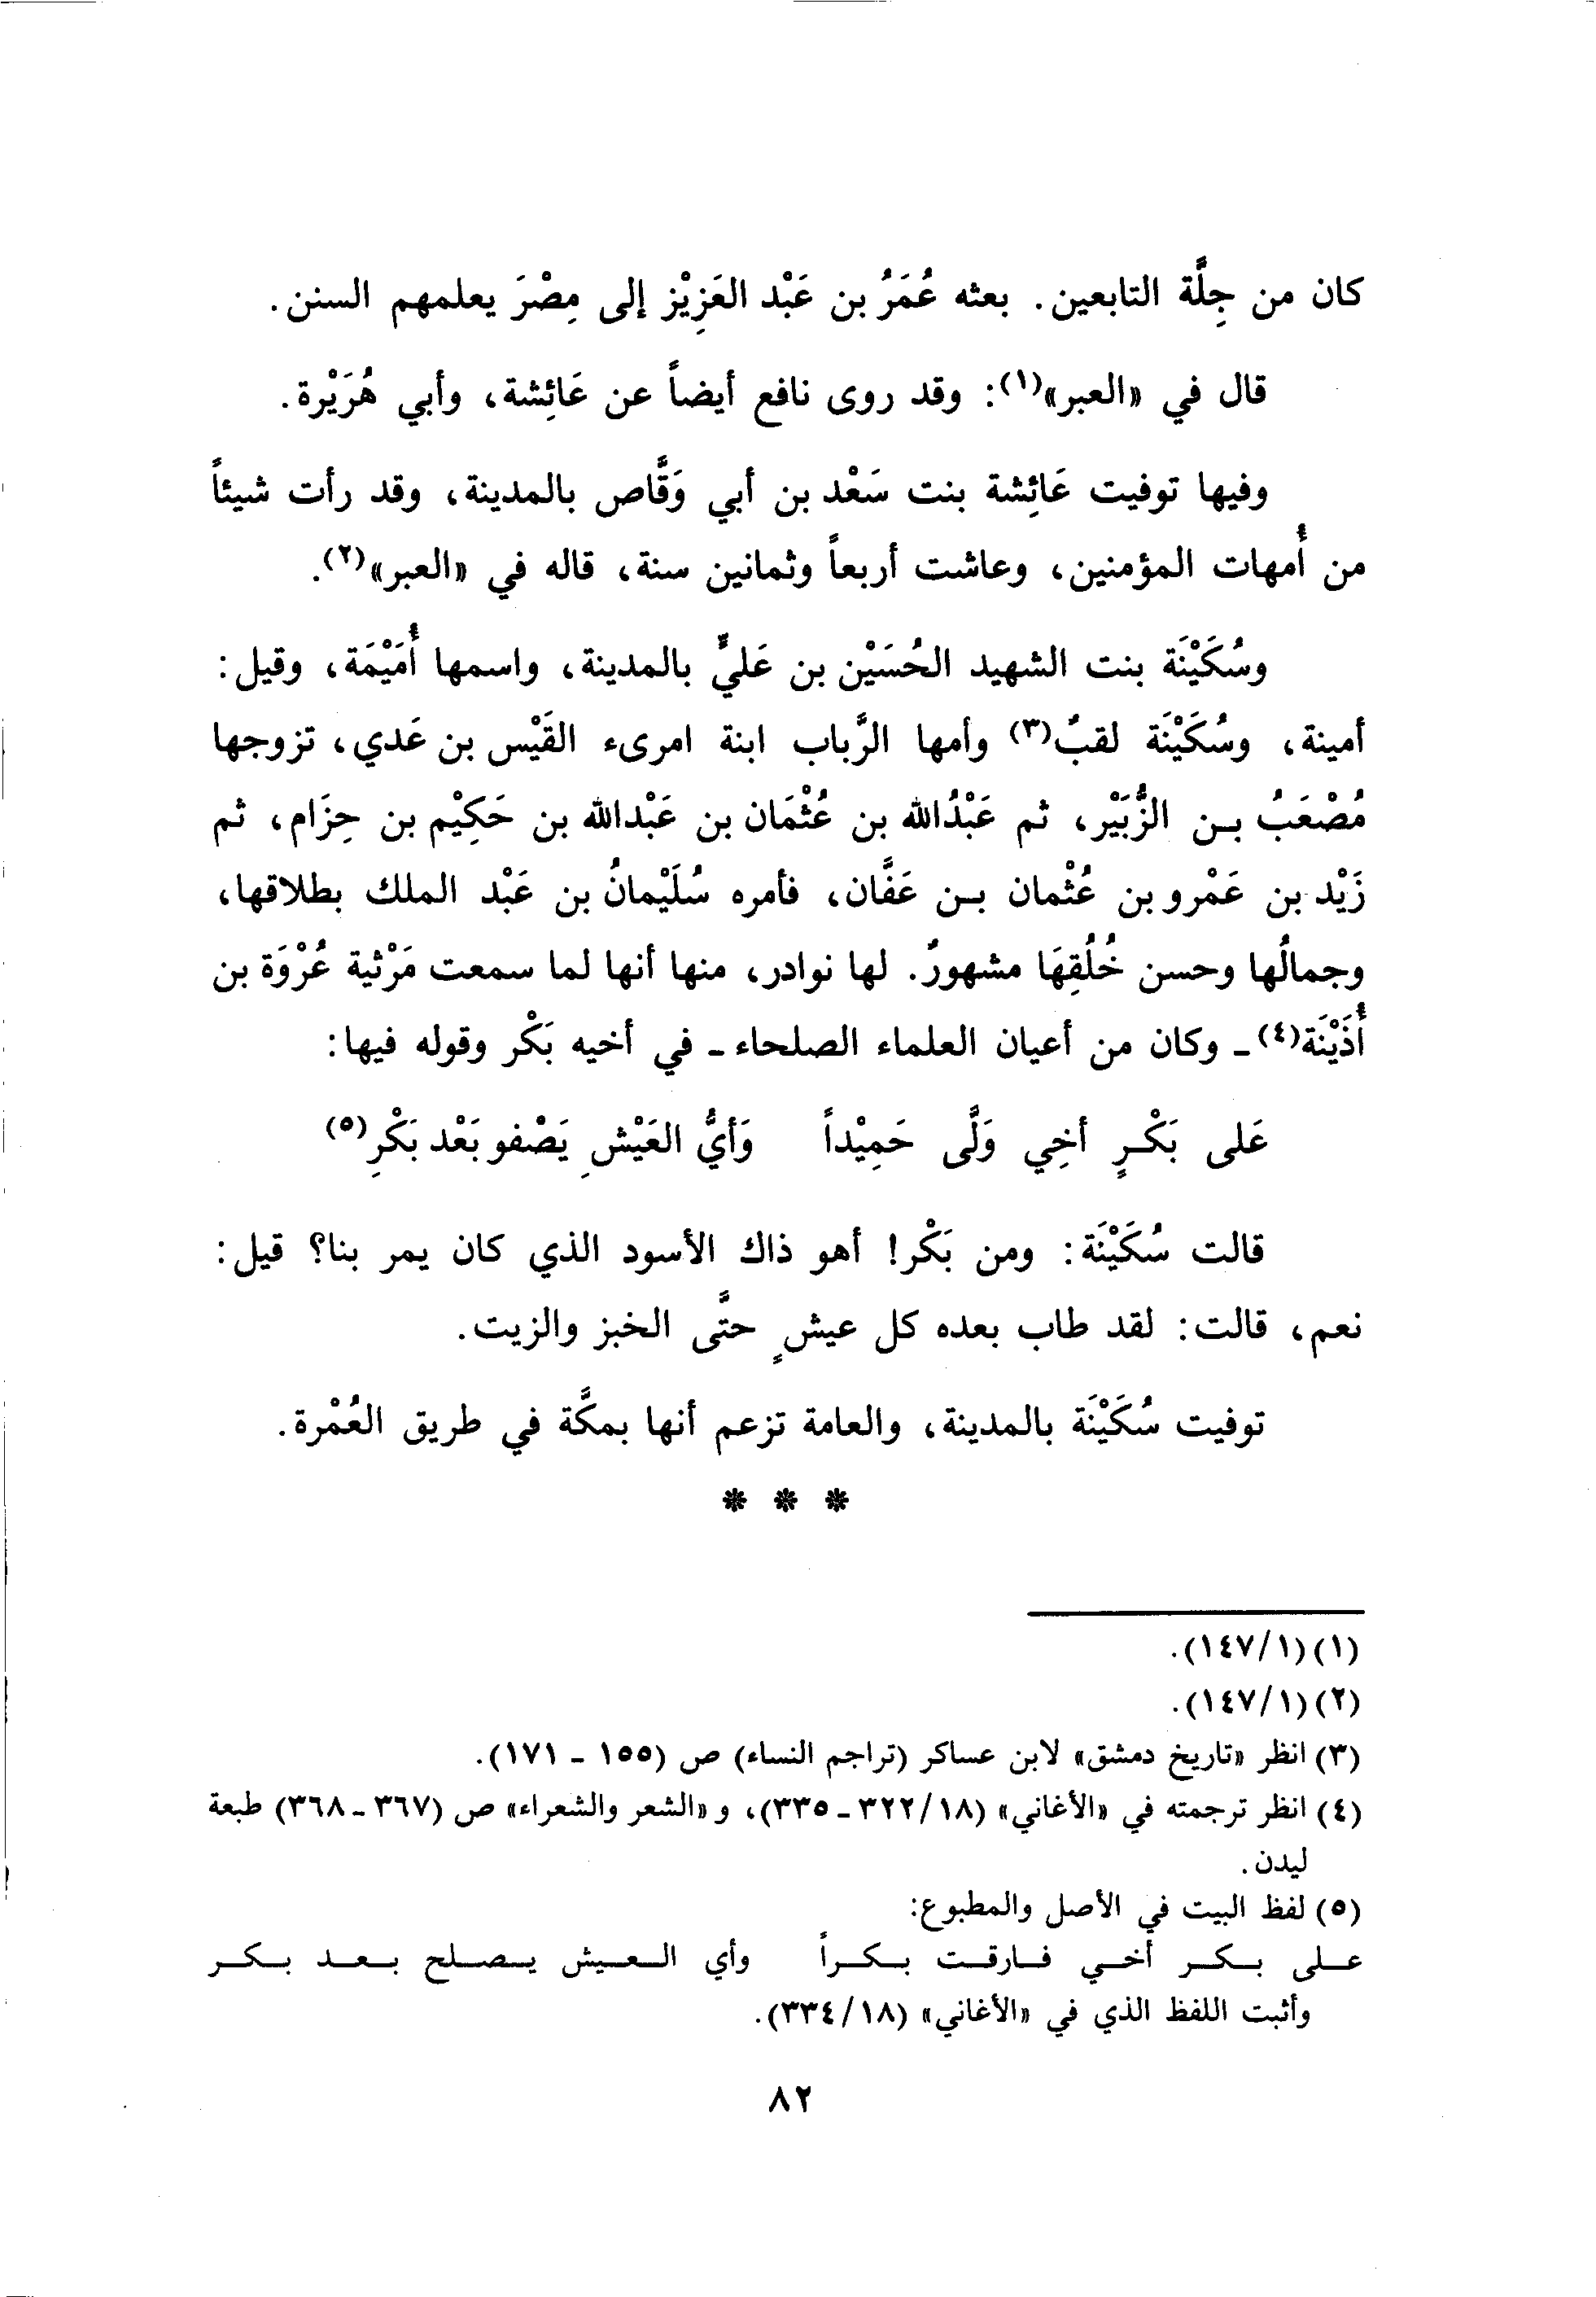 كان من جِلَّة التابعين. بعثه عُمَرُ بن عَبْد العَزِيْز إلى مِصْرَ يعلمهم السنن.
قال في «العبر»(١): وقد روى نافع أيضاً عن عَائِشة، وأبي هُرَيْرة.
وفيها توفيت عَائِشة بنت سَعْد بن أبي وَقَّاص بالمدينة، وقد رأت شيئاً
من أُمهات المؤمنين، وعاشت أربعاً وثمانين سنة، قاله في «العبر»(٢).
وسُكَيْنَة بنت الشهيد الحُسَيْن بن عَليٍّ بالمدينة، واسمها أُمَيْمَة، وقيل:
أمينة، وسُكَيْنَة لقبٌ(٣) وأمها الرَّباب ابنة امرىء القَيْس بن عَدي، تزوجها
مُصْعَبُ بـن الزُّبَيْر، ثم عَبْدُالله بن عُثْمَان بن عَبْدالله بن حَكِيْم بن حِزَام، ثم
زَيْد بن عَمْرو بن عُثْمان بـن عَفَّان، فأمره سُلَيْمانُ بن عَبْد الملك بطلاقها،
وجمالُها وحسن خُلُقِهَا مشهورٌ. لها نوادر، منها أنها لما سمعت مَرْثية عُرْوَة بن
أُذَيْنَة(٤) ـ وكان من أعيان العلماء الصلحاء ـ في أخيه بَكْر وقوله فيها:
عَلى بَكْـرٍ أخِي وَلَّى حَمِيْداً وَأيُّ العَيْشِ يَصْفو بَعْد بَكْرِ(٥)
قالت سُكَيْنَة: ومن بَكْر! أهو ذاك الأسود الذي كان يمر بنا؟ قيل:
نعم، قالت: لقد طاب بعده كل عيشٍ حتَّى الخبز والزيت.
توفيت سُكَيْنَة بالمدينة، والعامة تزعم أنها بمكَّة في طريق العُمْرة.
* * *
(١) (١/١٤٧).
(٢) (١/١٤٧).
(٣) انظر «تاريخ دمشق» لابن عساكر (تراجم النساء) ص (١٥٥ ـ ١٧١).
(٤) انظر ترجمته في «الأغاني» (١٨/٣٢٢ ـ ٣٣٥)، و «الشعر والشعراء» ص (٣٦٧ ـ ٣٦٨) طبعة
ليدن.
(٥) لفظ البيت في الأصل والمطبوع:
عـلى بـكـر أخـي فـارقـت بـكـراً وأي الـعـيش يـصـلح بـعـد بـكـر
وأثبت اللفظ الذي في «الأغاني» (١٨/٣٣٤).
٨٢